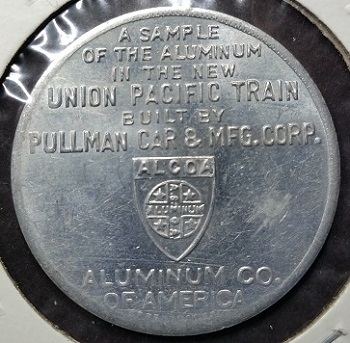 A SAMPLE
OF THE ALUMINUM
IN THE NEW
UNION PACIFIC TRAIN
BUILT BY
PULLMAN CAR & MFG. CORP.
ALCOA
ALUMINUM
ALUMINUM CO.
OF AMERICA